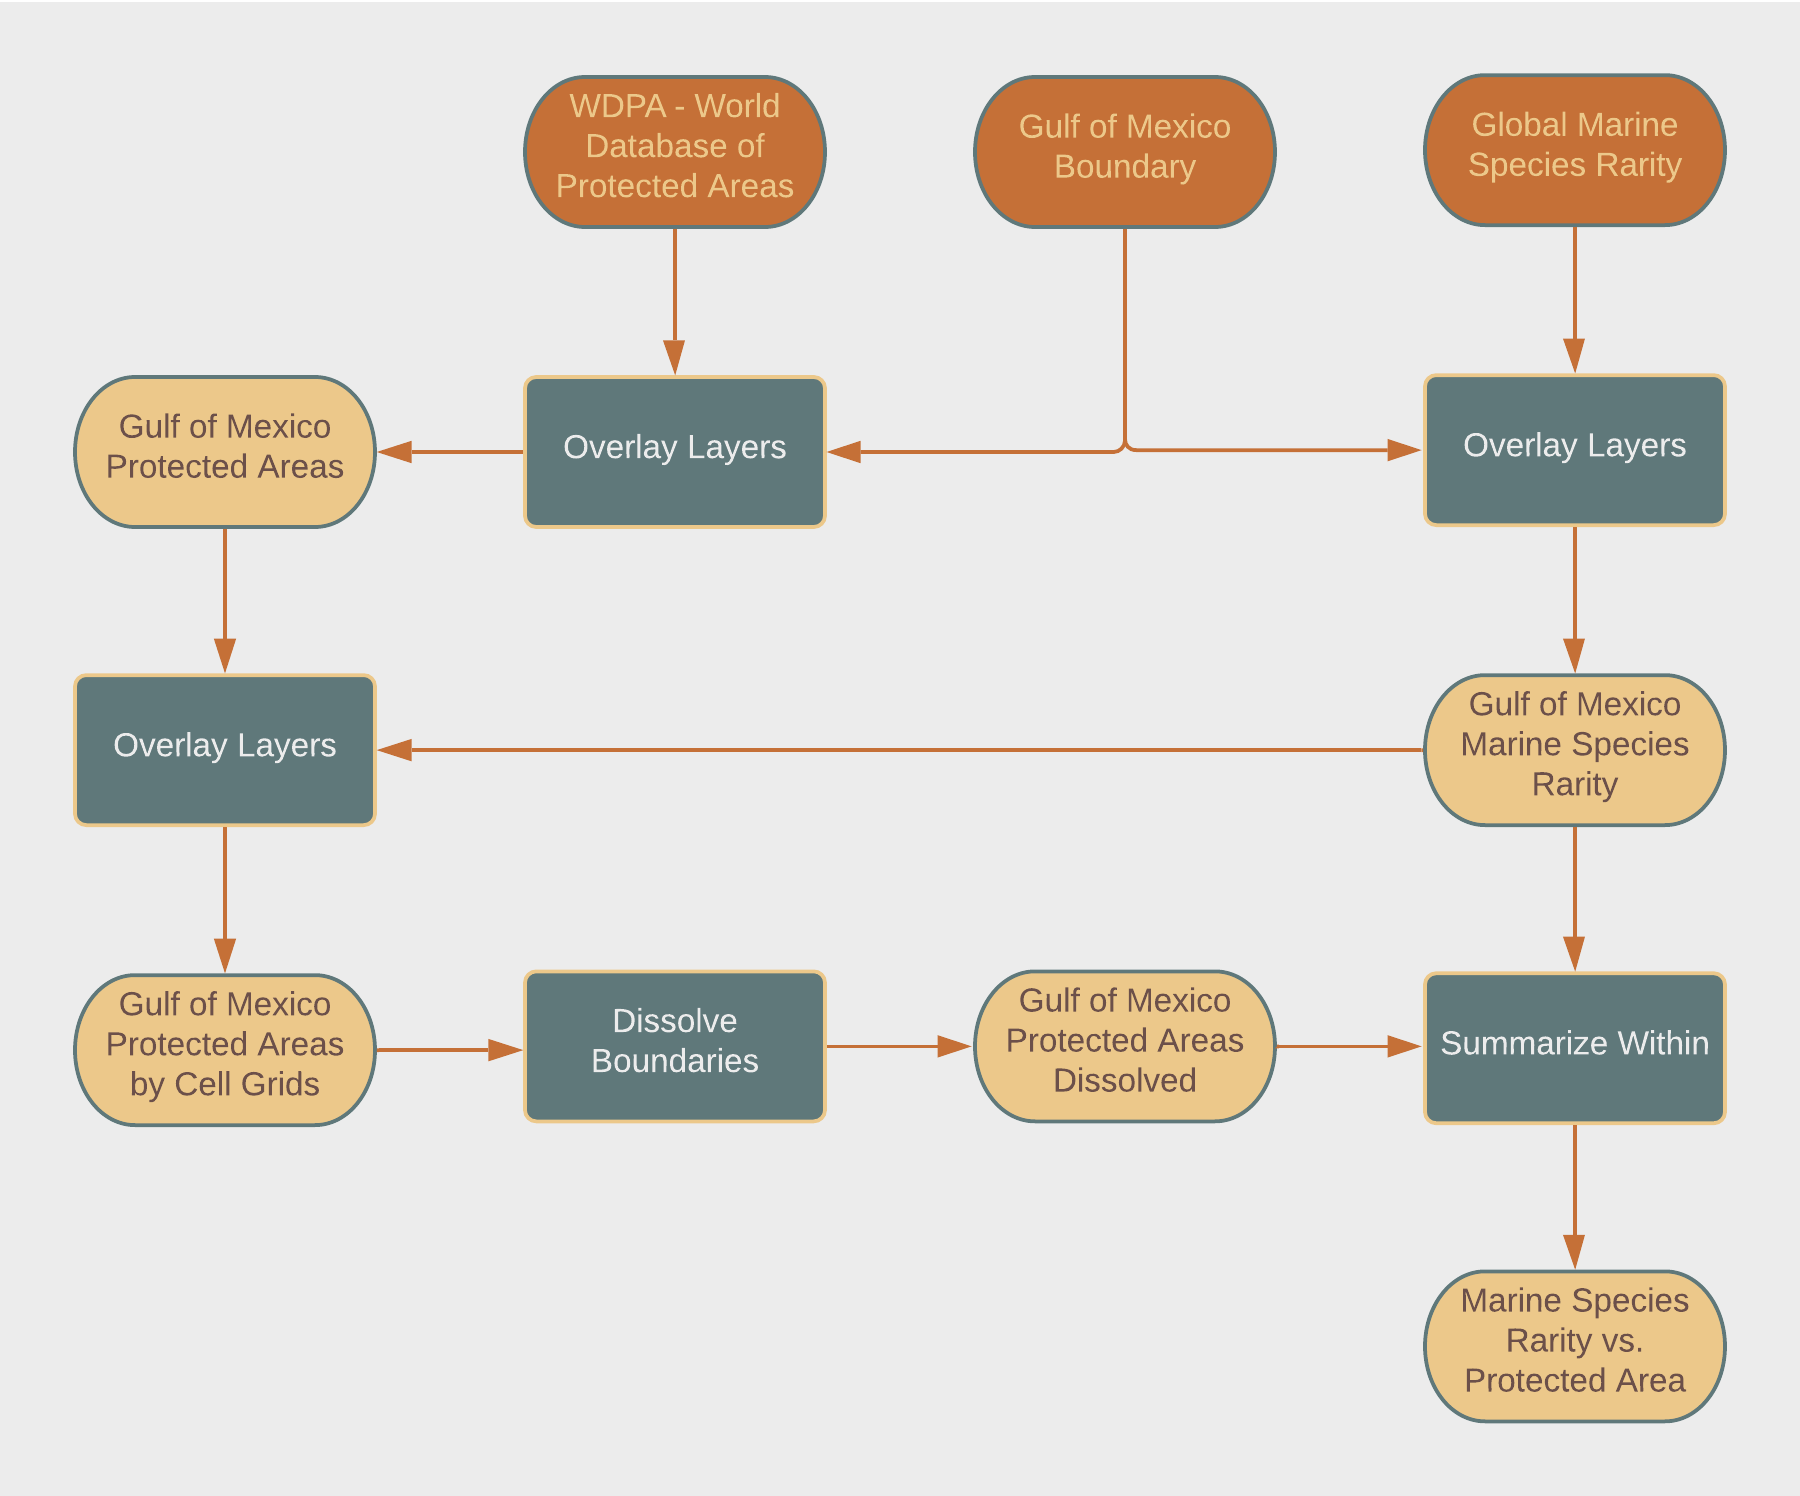 WDPA - World
Database of
Protected Areas
Gulf of Mexico
Boundary
Global Marine
Species Rarity
Gulf of Mexico
Protected Areas
Overlay Layers
Overlay Layers
Overlay Layers
Gulf of Mexico
Marine Species
Rarity
Gulf of Mexico
Protected Areas
by Cell Grids
Dissolve
Boundaries
Gulf of Mexico
Protected Areas
Dissolved
Summarize Within
Marine Species
Rarity vs.
Protected Area